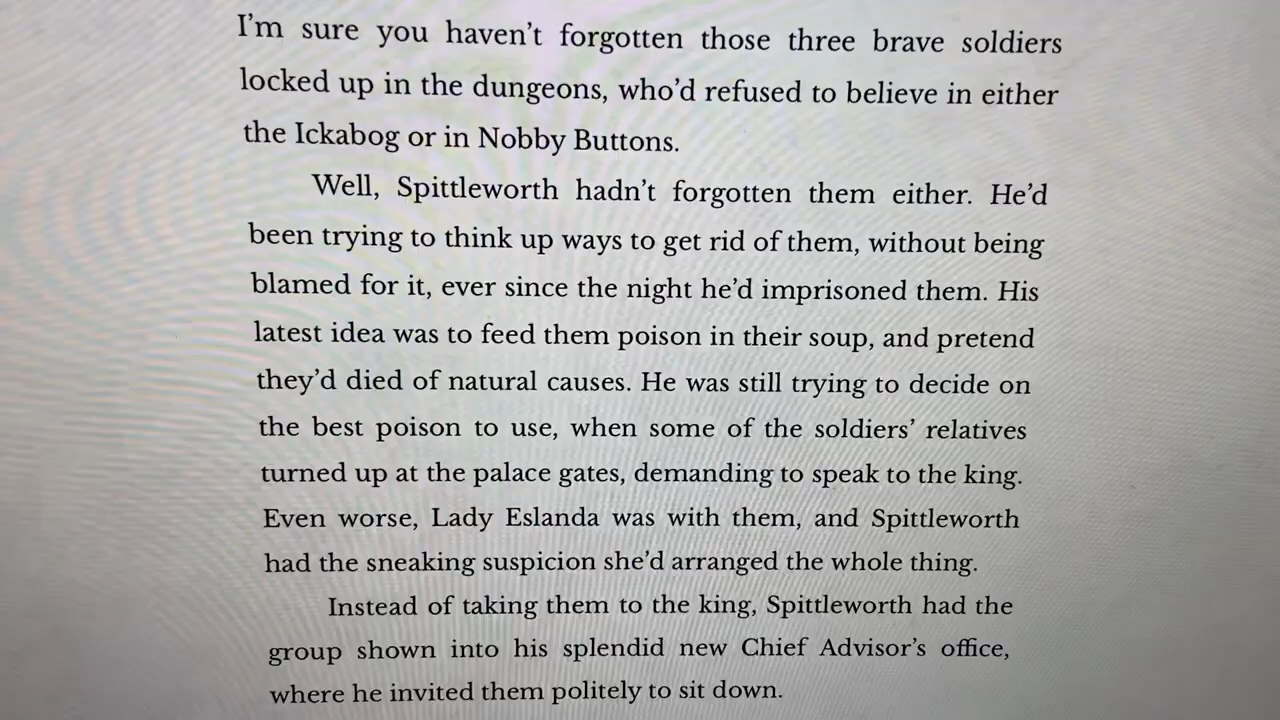 I’m sure you haven’t forgotten those three brave soldiers
locked up in the dungeons, who’d refused to believe in either
the Ickabog or in Nobby Buttons.
Well, Spittleworth hadn’t forgotten them either. He’d
been trying to think up ways to get rid of them, without being
blamed for it, ever since the night he’d imprisoned them. His
latest idea was to feed them poison in their soup, and pretend
they’d died of natural causes. He was still trying to decide on
the best poison to use, when some of the soldiers’ relatives
turned up at the palace gates, demanding to speak to the king.
Even worse, Lady Eslanda was with them, and Spittleworth
had the sneaking suspicion she’d arranged the whole thing.
Instead of taking them to the king, Spittleworth had the
group shown into his splendid new Chief Advisor’s office,
where he invited them politely to sit down.